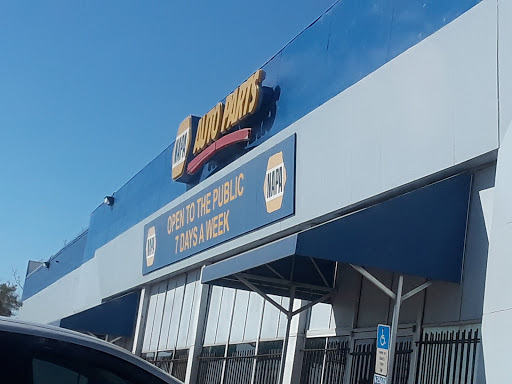 NAPA AUTO PARTS
NAPA OPEN TO THE PUBLIC NAPA
7 DAYS A WEEK